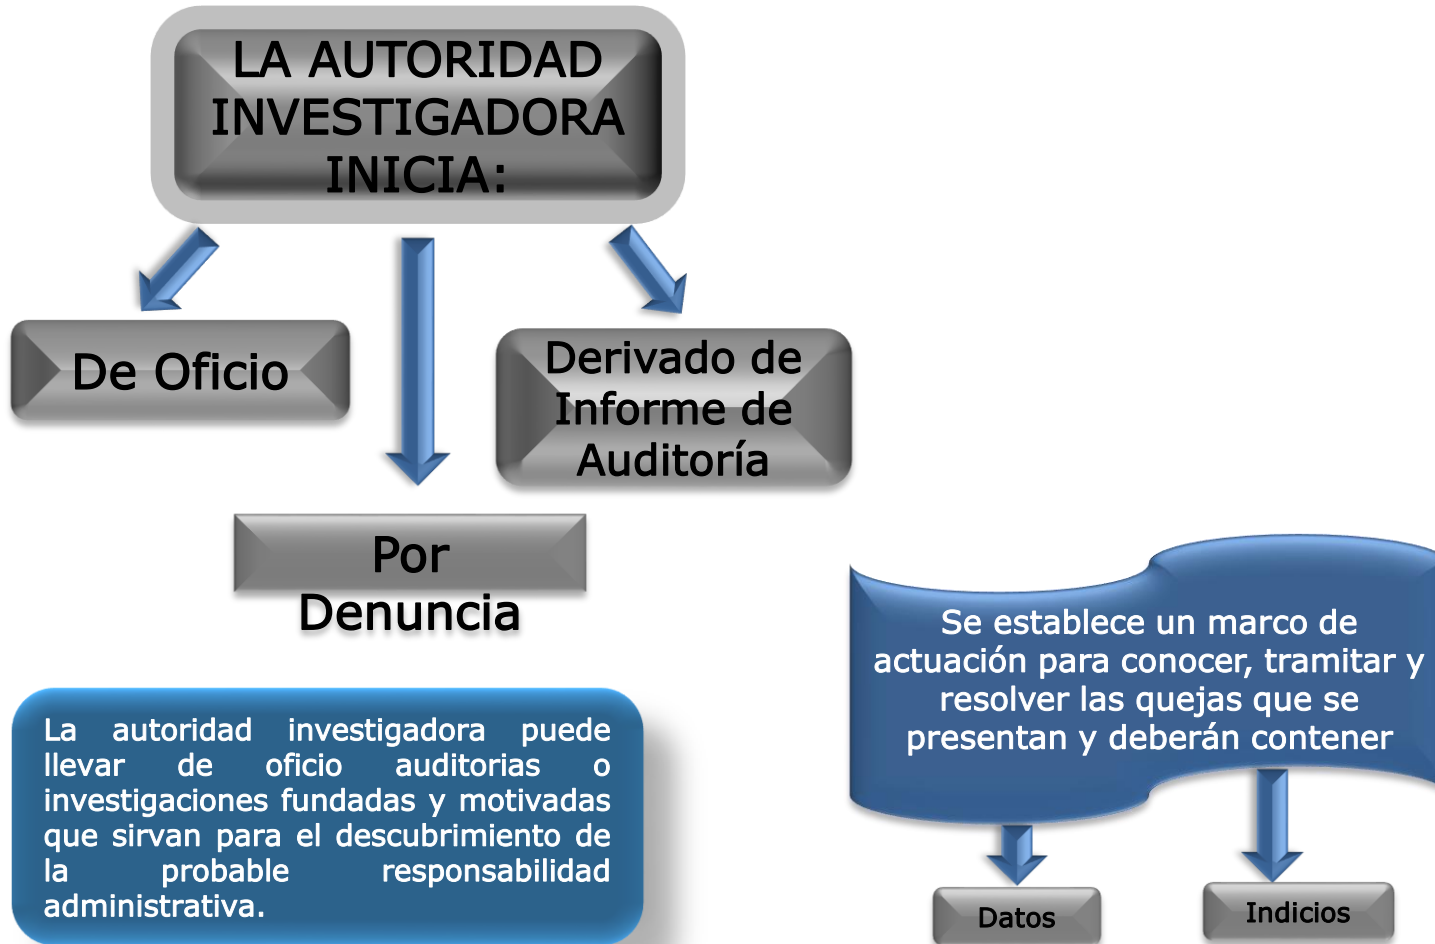 LA AUTORIDAD
INVESTIGADORA
INICIA:
De Oficio
Derivado de
Informe de
Auditoría
Por
Denuncia
La autoridad investigadora puede
llevar de oficio auditorias o
investigaciones fundadas y motivadas
que sirvan para el descubrimiento de
la probable responsabilidad
administrativa.
Se establece un marco de
actuación para conocer, tramitar y
resolver las quejas que se
presentan y deberán contener
Datos
Indicios